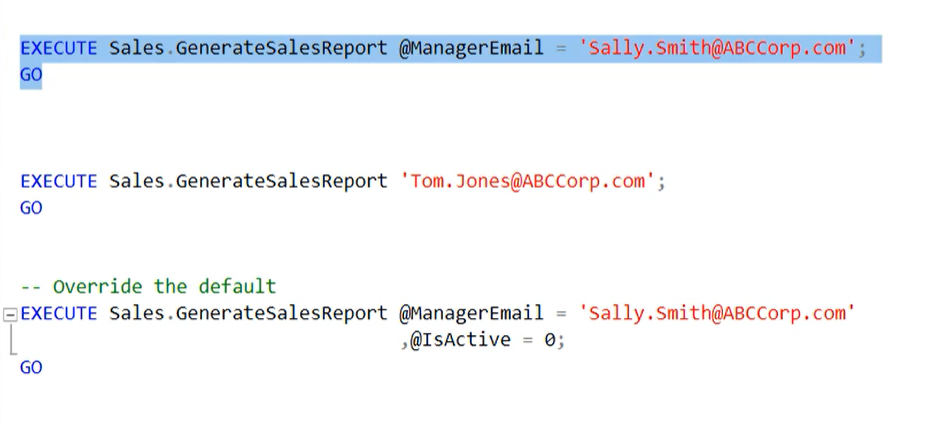 EXECUTE Sales.GenerateSalesReport @ManagerEmail = 'Sally.Smith@ABCCorp.com';
GO
EXECUTE Sales.GenerateSalesReport 'Tom.Jones@ABCCorp.com';
GO
-- Override the default
EXECUTE Sales.GenerateSalesReport @ManagerEmail = 'Sally.Smith@ABCCorp.com'
,@IsActive = 0;
GO